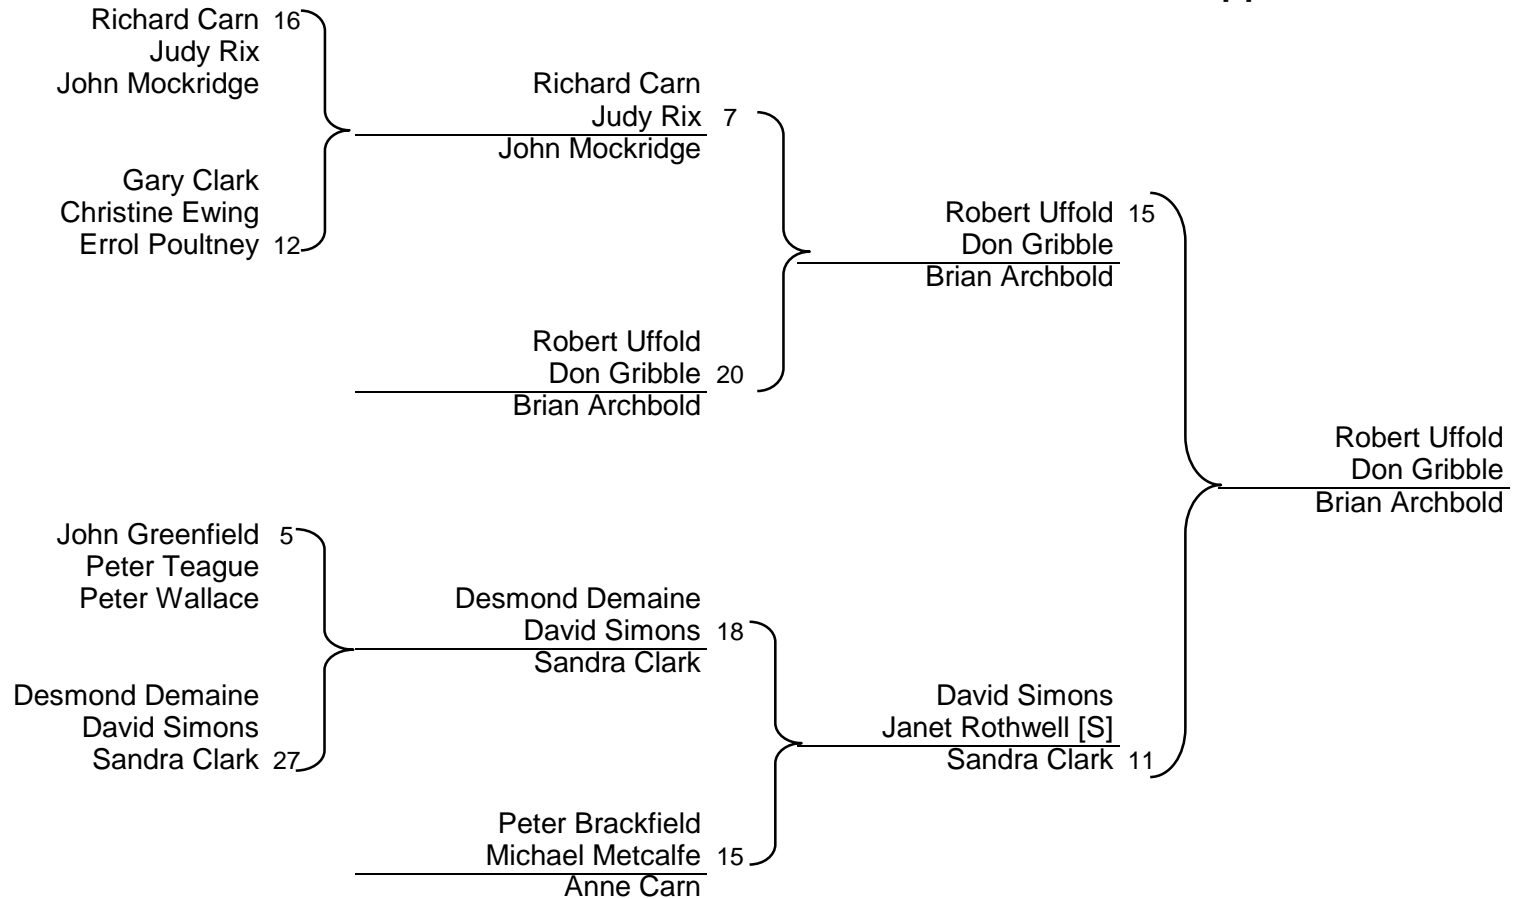 Richard Carn 16
Judy Rix
John Mockridge
Gary Clark
Christine Ewing
Errol Poultney 12
Richard Carn
Judy Rix 7
John Mockridge
Robert Uffold
Don Gribble 20
Brian Archbold
Robert Uffold 15
Don Gribble
Brian Archbold
John Greenfield 5
Peter Teague
Peter Wallace
Desmond Demaine
David Simons
Sandra Clark 27
Desmond Demaine
David Simons 18
Sandra Clark
Peter Brackfield
Michael Metcalfe 15
Anne Carn
David Simons
Janet Rothwell [S]
Sandra Clark 11
Robert Uffold
Don Gribble
Brian Archbold